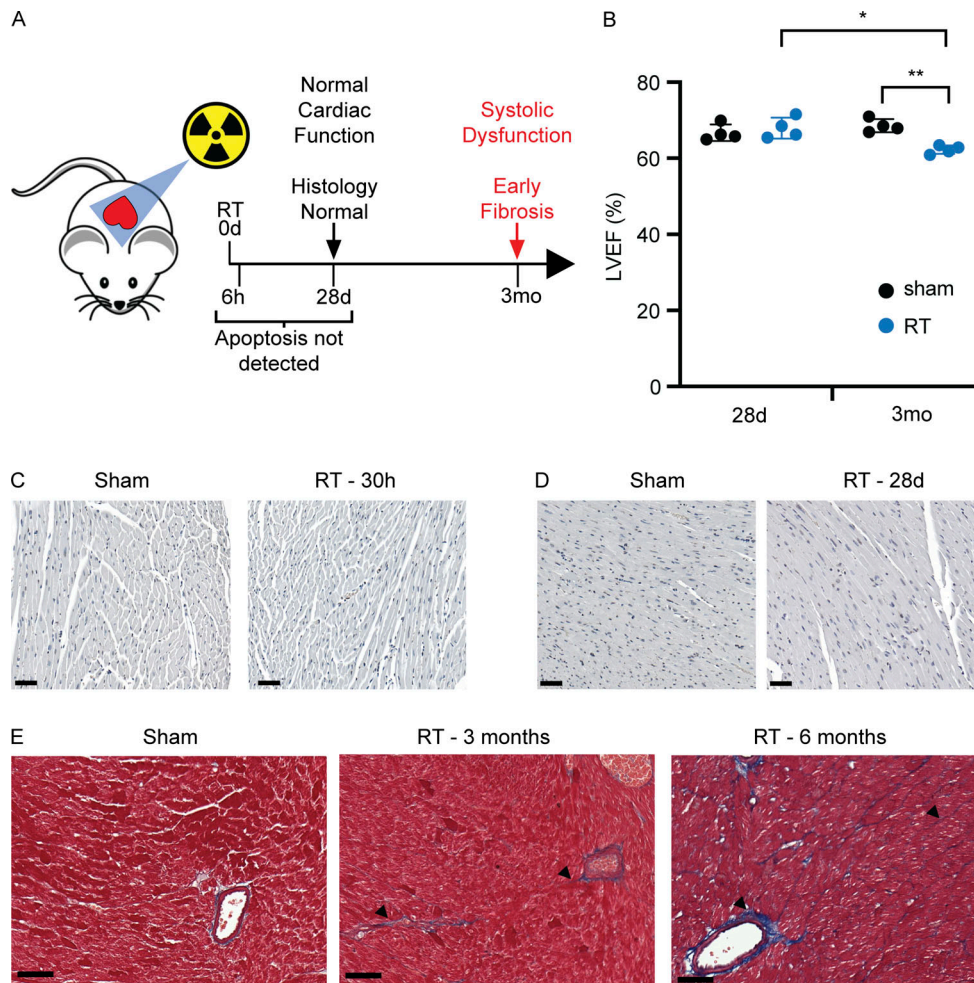 A
Normal
Cardiac
Function
Systolic
Dysfunction
Histology
Normal
Early
Fibrosis
RT
0d
6h
28d
3mo
Apoptosis not
detected
B
*
**
80
60
40
20
0
LVEF (%)
sham
RT
28d
3mo
C
Sham
RT - 30h
D
Sham
RT - 28d
E
Sham
RT - 3 months
RT - 6 months